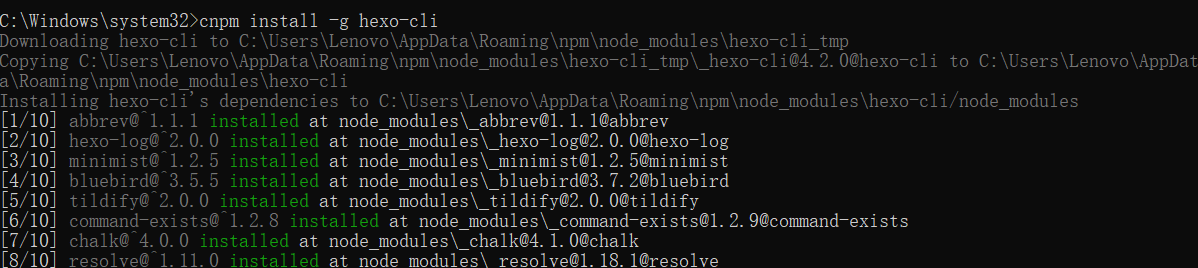 C:\Windows\system32>cnpm install -g hexo-cli
Downloading hexo-cli to C:\Users\Lenovo\AppData\Roaming\npm\node_modules\hexo-cli_tmp
Copying C:\Users\Lenovo\AppData\Roaming\npm\node_modules\hexo-cli_tmp\_hexo-cli@4.2.0@hexo-cli to C:\Users\Lenovo\AppDat
a\Roaming\npm\node_modules\hexo-cli
Installing hexo-cli's dependencies to C:\Users\Lenovo\AppData\Roaming\npm\node_modules\hexo-cli/node_modules
[1/10] abbrev@^1.1.1 installed at node_modules\_abbrev@1.1.1@abbrev
[2/10] hexo-log@^2.0.0 installed at node_modules\_hexo-log@2.0.0@hexo-log
[3/10] minimist@^1.2.5 installed at node_modules\_minimist@1.2.5@minimist
[4/10] bluebird@^3.5.5 installed at node_modules\_bluebird@3.7.2@bluebird
[5/10] tildify@^2.0.0 installed at node_modules\_tildify@2.0.0@tildify
[6/10] command-exists@^1.2.8 installed at node_modules\_command-exists@1.2.9@command-exists
[7/10] chalk@^4.0.0 installed at node_modules\_chalk@4.1.0@chalk
[8/10] resolve@^1.11.0 installed at node_modules\_resolve@1.18.1@resolve